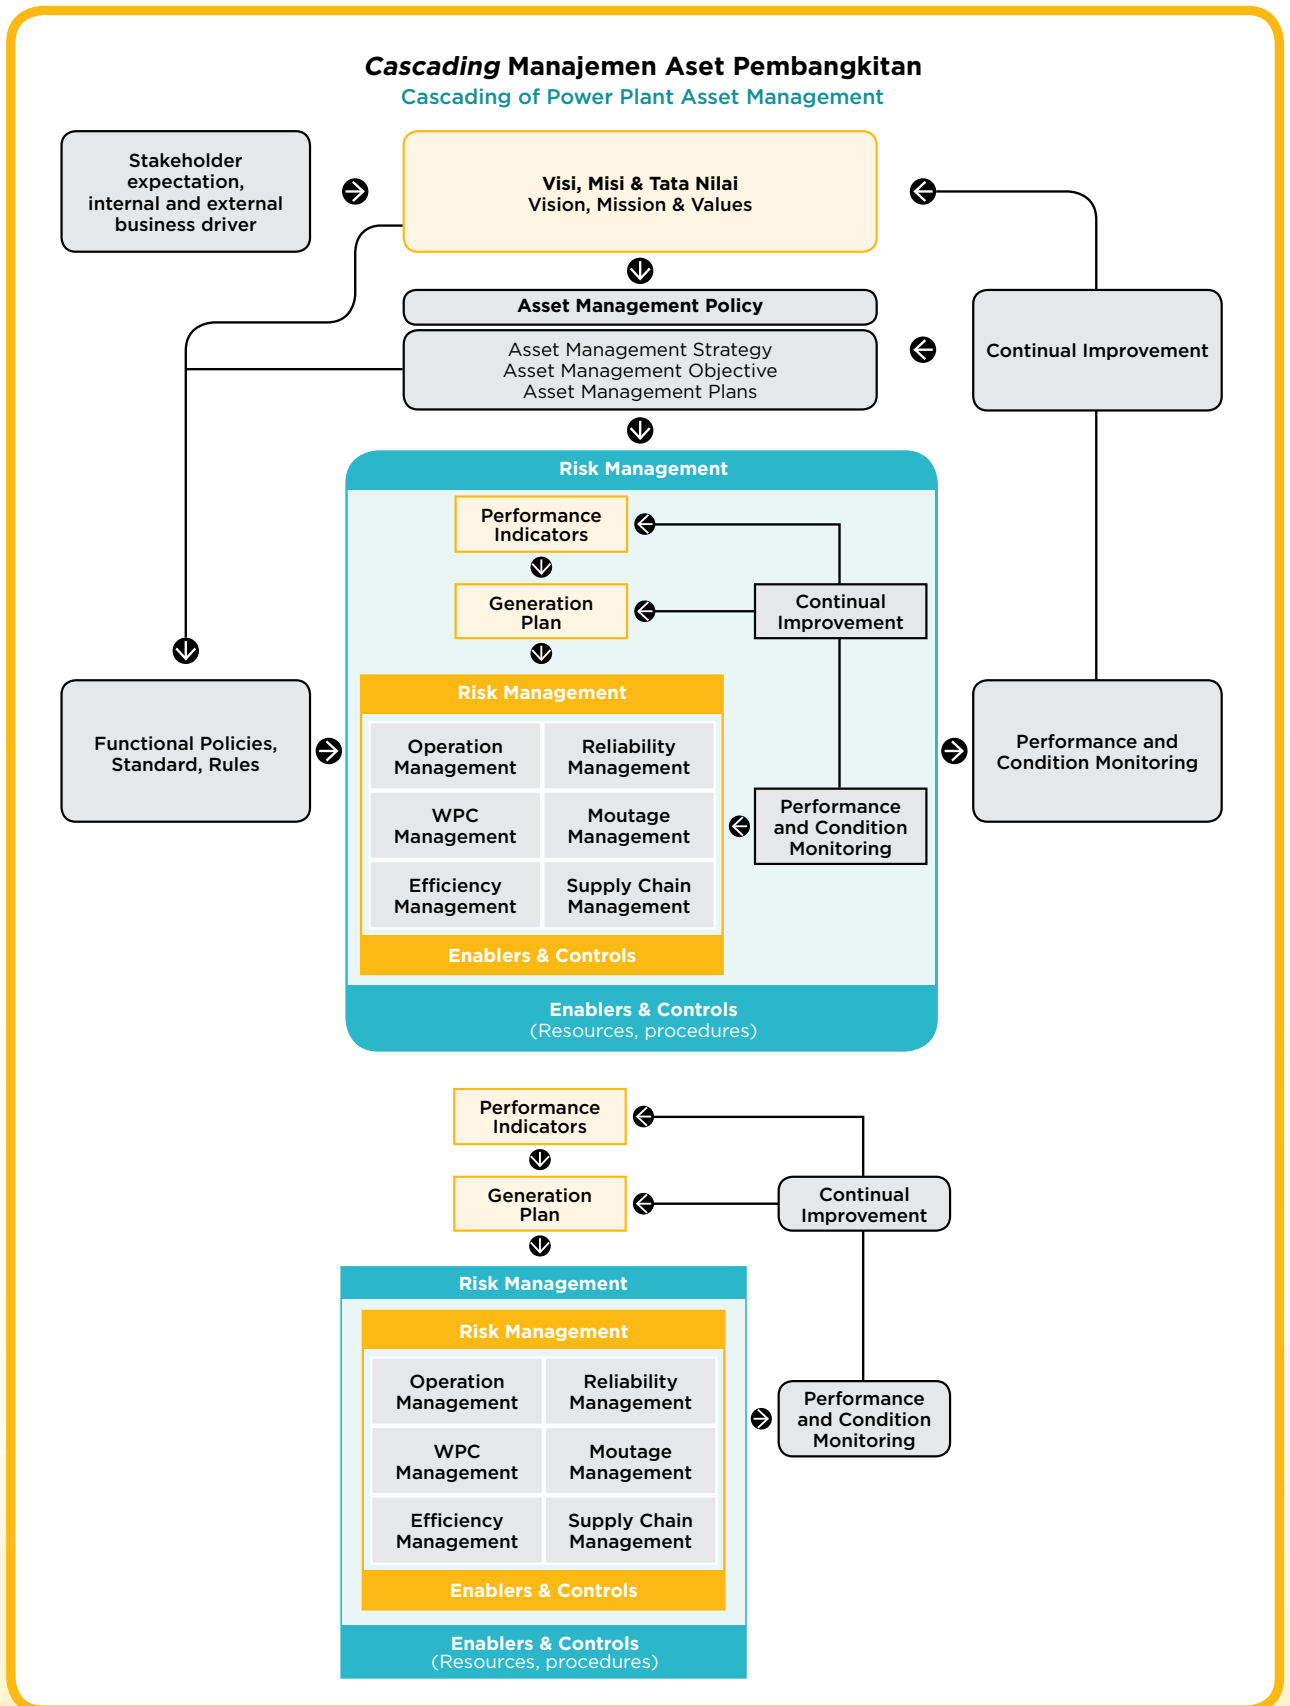 Cascading Manajemen Aset Pembangkitan
Cascading of Power Plant Asset Management
Stakeholder
expectation,
internal and external
business driver
Visi, Misi & Tata Nilai
Vision, Mission & Values
Asset Management Policy
Asset Management Strategy
Asset Management Objective
Asset Management Plans
Continual Improvement
Risk Management
Performance
Indicators
Generation
Plan
Continual
Improvement
Risk Management
Operation
Management
Reliability
Management
WPC
Management
Moutage
Management
Efficiency
Management
Supply Chain
Management
Enablers & Controls
Performance
and Condition
Monitoring
Enablers & Controls
(Resources, procedures)
Functional Policies,
Standard, Rules
Performance and
Condition Monitoring
Performance
Indicators
Generation
Plan
Continual
Improvement
Risk Management
Risk Management
Operation
Management
Reliability
Management
WPC
Management
Moutage
Management
Efficiency
Management
Supply Chain
Management
Enablers & Controls
Enablers & Controls
(Resources, procedures)
Performance
and Condition
Monitoring